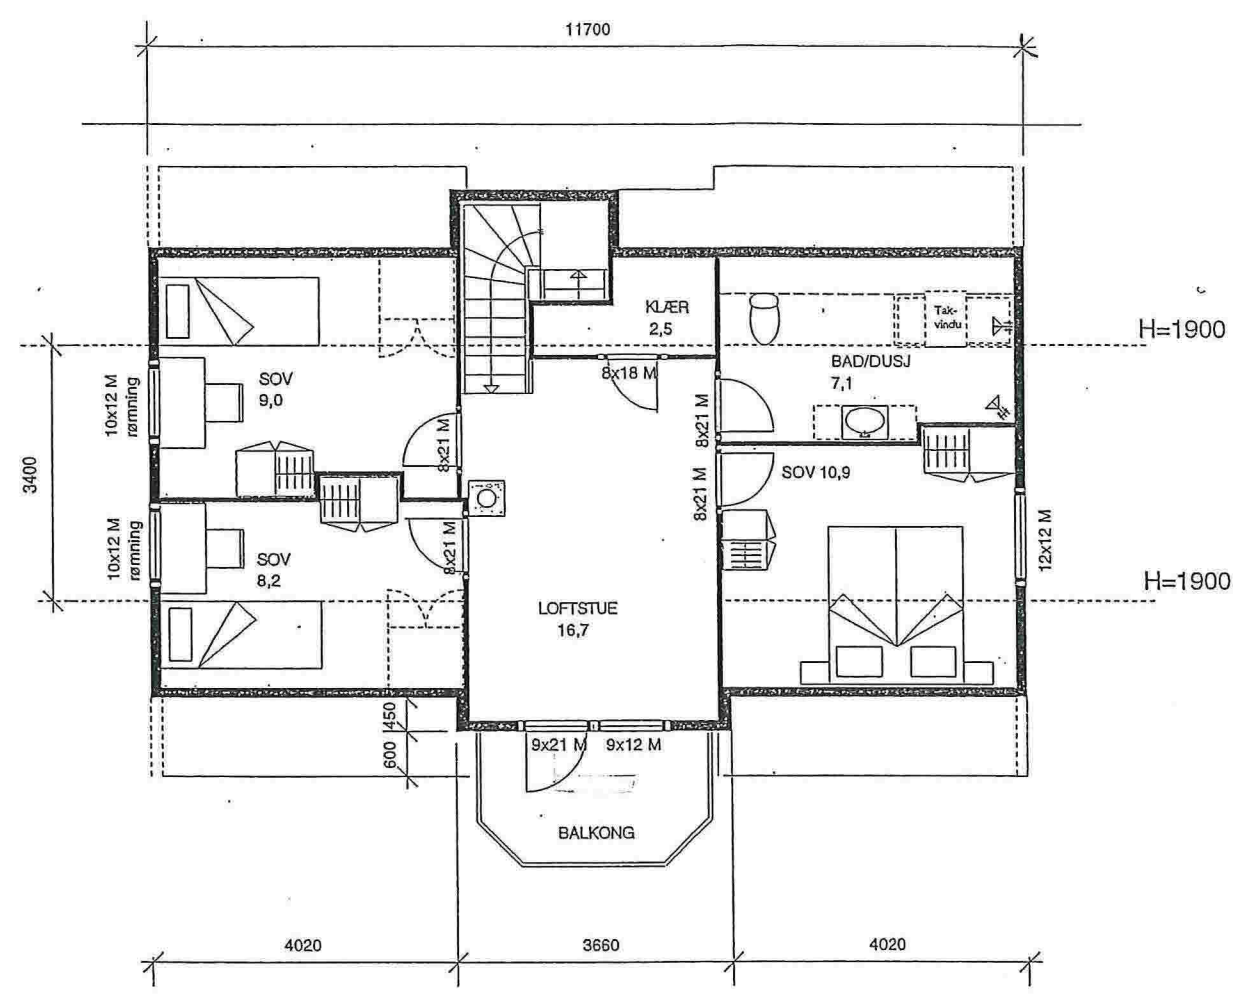 11700
KLÆR
2,5
Tak-
vindu
H=1900
BAD/DUSJ
7,1
8x18 M
SOV
9,0
10x12 M
rømning
8x21 M
8x21 M
3400
SOV 10,9
8x21 M
10x12 M
rømning
SOV
8,2
8x21 M
12x12 M
H=1900
LOFTSTUE
16,7
450
600
9x21 M
9x12 M
BALKONG
4020
3660
4020